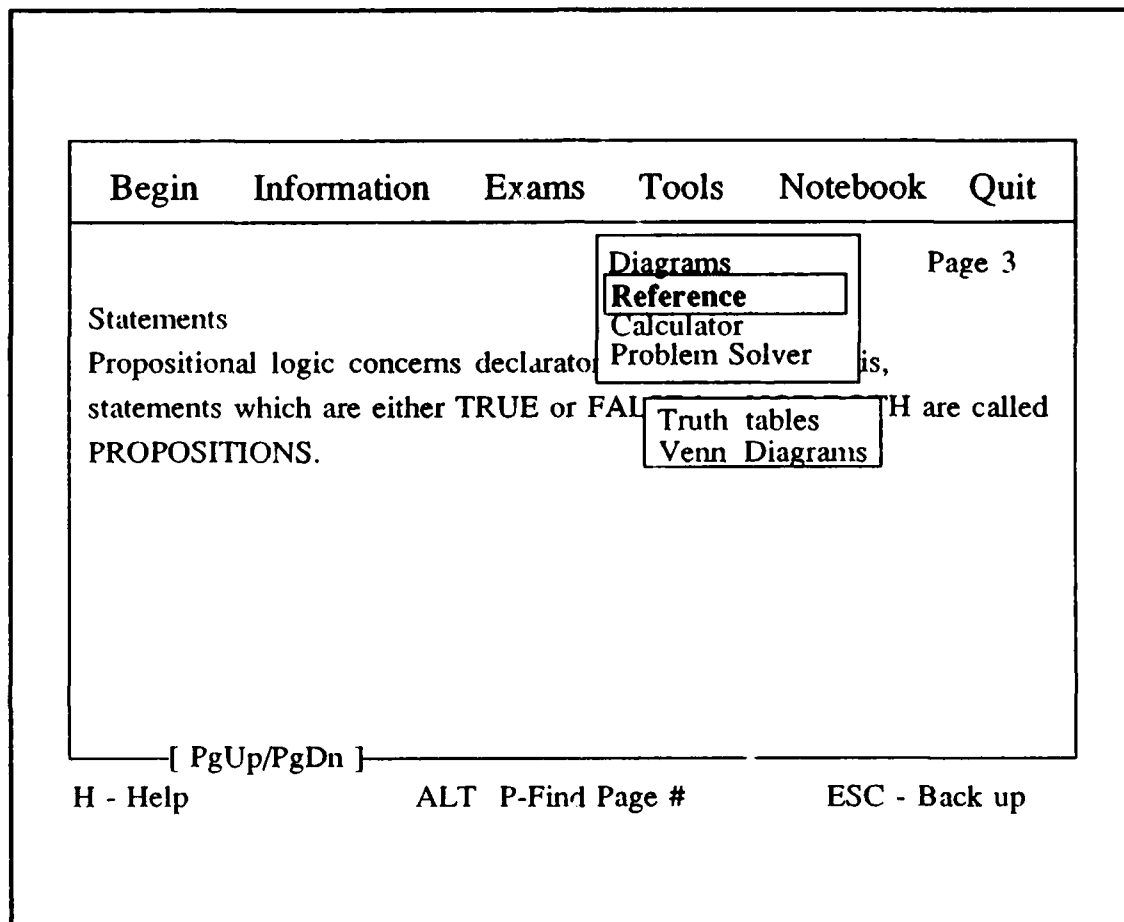 Begin Information Exams Tools Notebook Quit
Page 3
Diagrams
Reference
Calculator
Problem Solver
Truth tables
Venn Diagrams
Statements
Propositional logic concerns declarato is,
statements which are either TRUE or FAL TH are called
PROPOSITIONS.
[ PgUp/PgDn ]
H - Help ALT P-Find Page # ESC - Back up